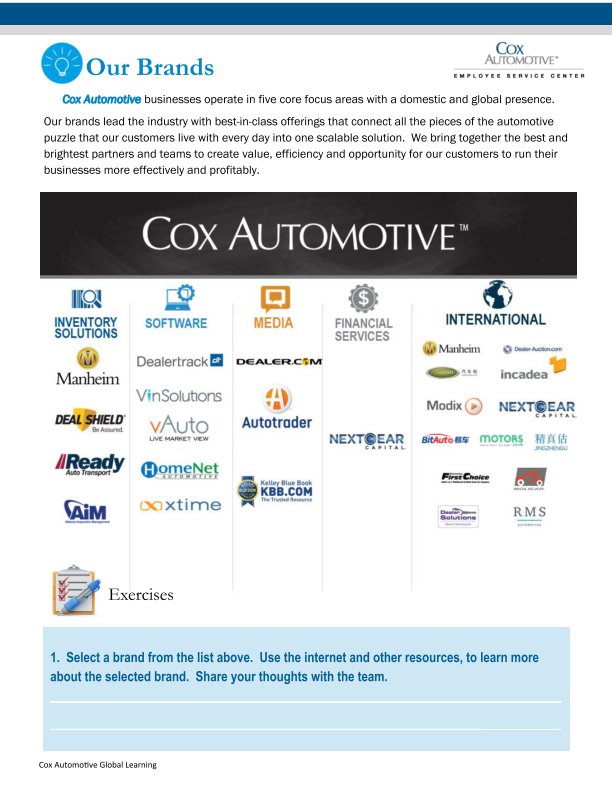 Our Brands
COX AUTOMOTIVE
EMPLOYEE SERVICE CENTER
Cox Automotive businesses operate in five core focus areas with a domestic and global presence.
Our brands lead the industry with best-in-class offerings that connect all the pieces of the automotive
puzzle that our customers live with every day into one scalable solution.  We bring together the best and
brightest partners and teams to create value, efficiency and opportunity for our customers to run their
businesses more effectively and profitably.
COX AUTOMOTIVE™
INVENTORY
SOLUTIONS
Manheim
DEAL SHIELD
Be Assured.
Ready
Auto Transport
AiM
SOFTWARE
Dealertrack
VinSolutions
vAuto
LIVE MARKET VIEW
HomeNet
AUTOMOTIVE
xtime
MEDIA
DEALER.COM
Autotrader
Kelley Blue Book
KBB.COM
The Trusted Resource
FINANCIAL
SERVICES
NEXTGEAR
CAPITAL
INTERNATIONAL
Manheim
Dealer-Auction.com
汽车街
incadea
Modix
NEXTGEAR
CAPITAL
BitAuto 易车
MOTORS
精真估
JINGZHENGU
FirstChoice
MOLICAR
Dealer
Solutions
RMS
AUTOMOTIVE
Exercises
1.  Select a brand from the list above.  Use the internet and other resources, to learn more
about the selected brand.  Share your thoughts with the team.
Cox Automotive Global Learning